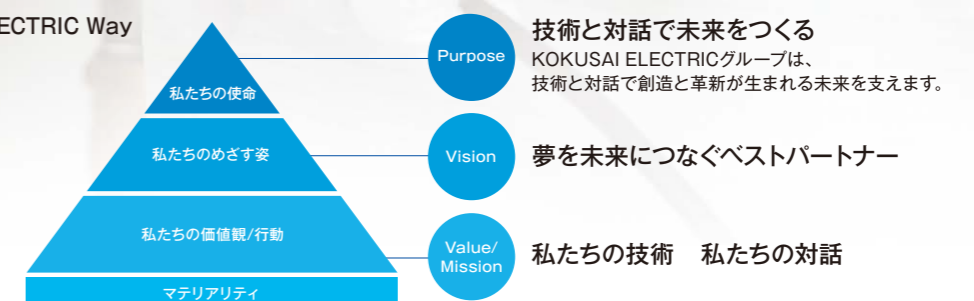 ECTRIC Way
私たちの使命
Purpose
技術と対話で未来をつくる
KOKUSAI ELECTRICグループは、
技術と対話で創造と革新が生まれる未来を支えます。
私たちのめざす姿
Vision
夢を未来につなぐベストパートナー
私たちの価値観/行動
Value/
Mission
私たちの技術　私たちの対話
マテリアリティ